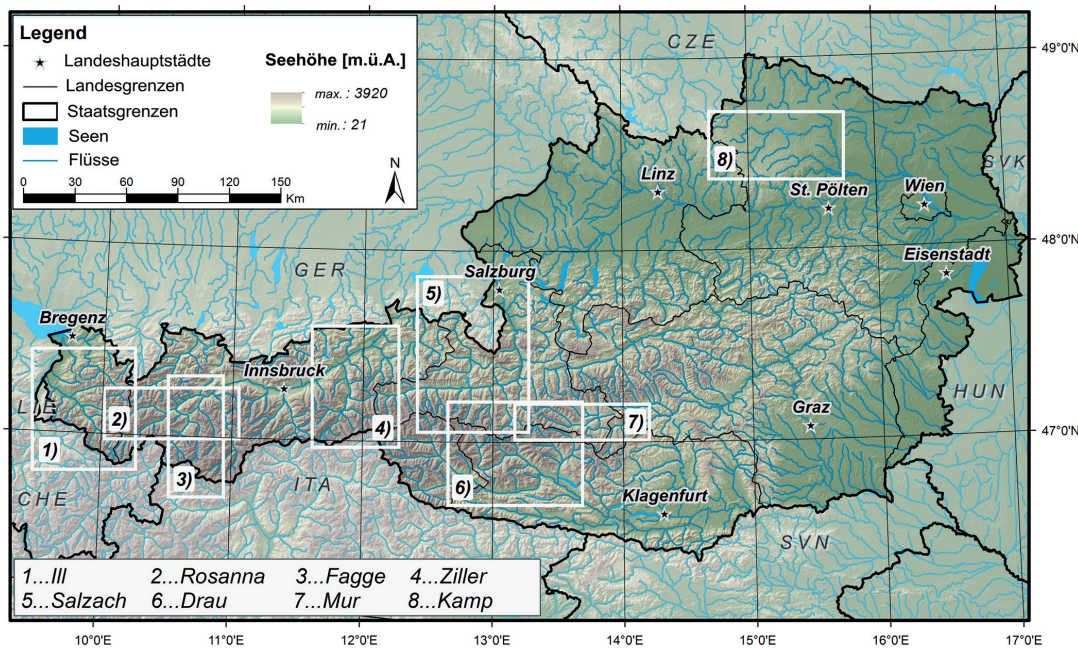 Legend
Landeshauptstädte
Landesgrenzen
Staatsgrenzen
Seen
Flüsse
Seehöhe [m.ü.A.]
max. : 3920
min. : 21
0 30 60 90 120 150
Km
N
CZE
49°0'N
8)
SVK
Linz
St. Pölten
Wien
48°0'N
Eisenstadt
GER
Salzburg
5)
Bregenz
Innsbruck
HUN
LIE
2)
Graz
4)
7)
47°0'N
1)
3)
ITA
6)
CHE
Klagenfurt
SVN
1...Ill 2...Rosanna 3...Fagge 4...Ziller
5...Salzach 6...Drau 7...Mur 8...Kamp
10°0'E 11°0'E 12°0'E 13°0'E 14°0'E 15°0'E 16°0'E 17°0'E